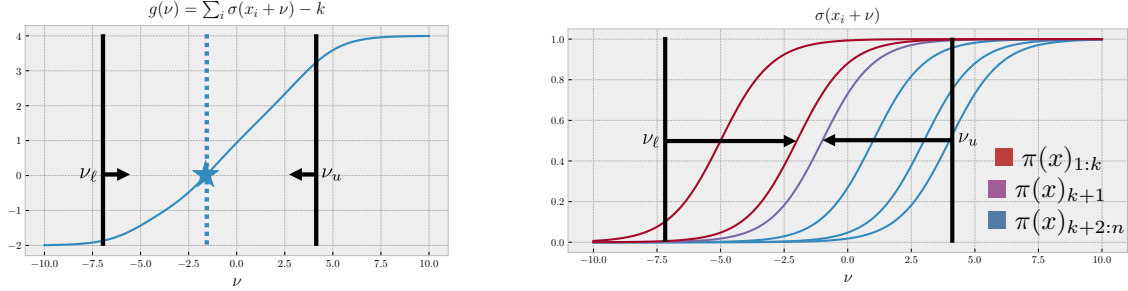 g(ν) = ∑ᵢ σ(xᵢ + ν) − k
4
3
2
1
0
−1
−2
ν_ℓ
ν_u
−10.0 −7.5 −5.0 −2.5 0.0 2.5 5.0 7.5 10.0
ν
σ(xᵢ + ν)
1.0
0.8
0.6
0.4
0.2
0.0
ν_ℓ
ν_u
π(x)_{1:k}
π(x)_{k+1}
π(x)_{k+2:n}
−10.0 −7.5 −5.0 −2.5 0.0 2.5 5.0 7.5 10.0
ν